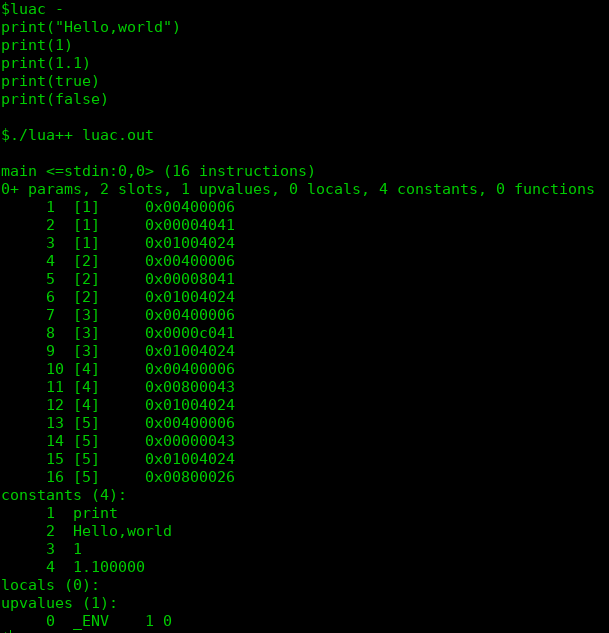 $luac -
print("Hello,world")
print(1)
print(1.1)
print(true)
print(false)
$./lua++ luac.out
main <=stdin:0,0> (16 instructions)
0+ params, 2 slots, 1 upvalues, 0 locals, 4 constants, 0 functions
1 [1] 0x00400006
2 [1] 0x00004041
3 [1] 0x01004024
4 [2] 0x00400006
5 [2] 0x00008041
6 [2] 0x01004024
7 [3] 0x00400006
8 [3] 0x0000c041
9 [3] 0x01004024
10 [4] 0x00400006
11 [4] 0x00800043
12 [4] 0x01004024
13 [5] 0x00400006
14 [5] 0x00000043
15 [5] 0x01004024
16 [5] 0x00800026
constants (4):
1 print
2 Hello,world
3 1
4 1.100000
locals (0):
upvalues (1):
0 _ENV 1 0